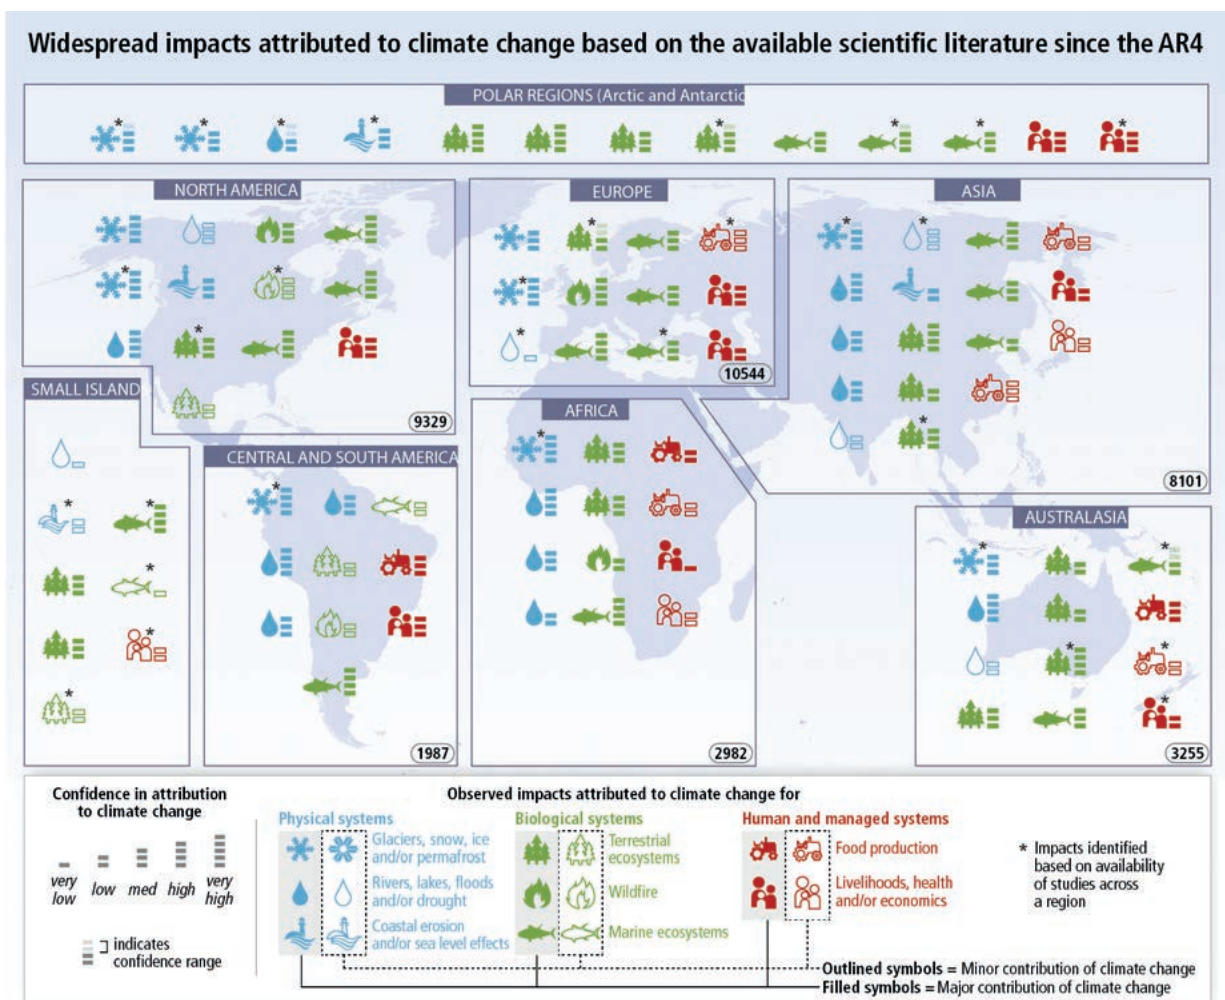 Widespread impacts attributed to climate change based on the available scientific literature since the AR4
POLAR REGIONS (Arctic and Antarctic
NORTH AMERICA
EUROPE
ASIA
10544
SMALL ISLAND
9329
AFRICA
CENTRAL AND SOUTH AMERICA
8101
AUSTRALASIA
1987
2982
3255
Confidence in attribution
to climate change
very
low
low
med
high
very
high
indicates
confidence range
Observed impacts attributed to climate change for
Physical systems
Glaciers, snow, ice
and/or permafrost
Rivers, lakes, floods
and/or drought
Coastal erosion
and/or sea level effects
Biological systems
Terrestrial
ecosystems
Wildfire
Marine ecosystems
Human and managed systems
Food production
Livelihoods, health
and/or economics
* Impacts identified
based on availability
of studies across
a region
Outlined symbols = Minor contribution of climate change
Filled symbols = Major contribution of climate change